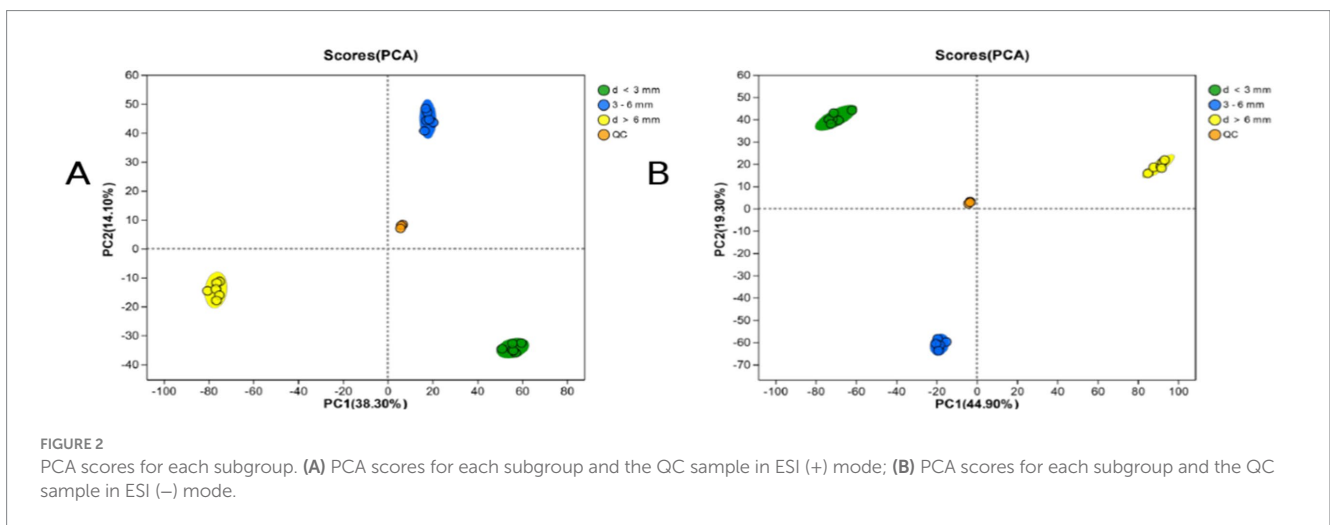 A
Scores(PCA)
60
50
40
30
20
10
0
-10
-20
-30
-40
PC2(14.10%)
-100
-80
-60
-40
-20
0
20
40
60
80
PC1(38.30%)
d < 3 mm
3 - 6 mm
d > 6 mm
QC
B
Scores(PCA)
60
50
40
30
20
10
0
-10
-20
-30
-40
-50
-60
-70
PC2(19.30%)
-100
-80
-60
-40
-20
0
20
40
60
80
100
PC1(44.90%)
d < 3 mm
3 - 6 mm
d > 6 mm
QC
FIGURE 2
PCA scores for each subgroup. (A) PCA scores for each subgroup and the QC sample in ESI (+) mode; (B) PCA scores for each subgroup and the QC
sample in ESI (−) mode.